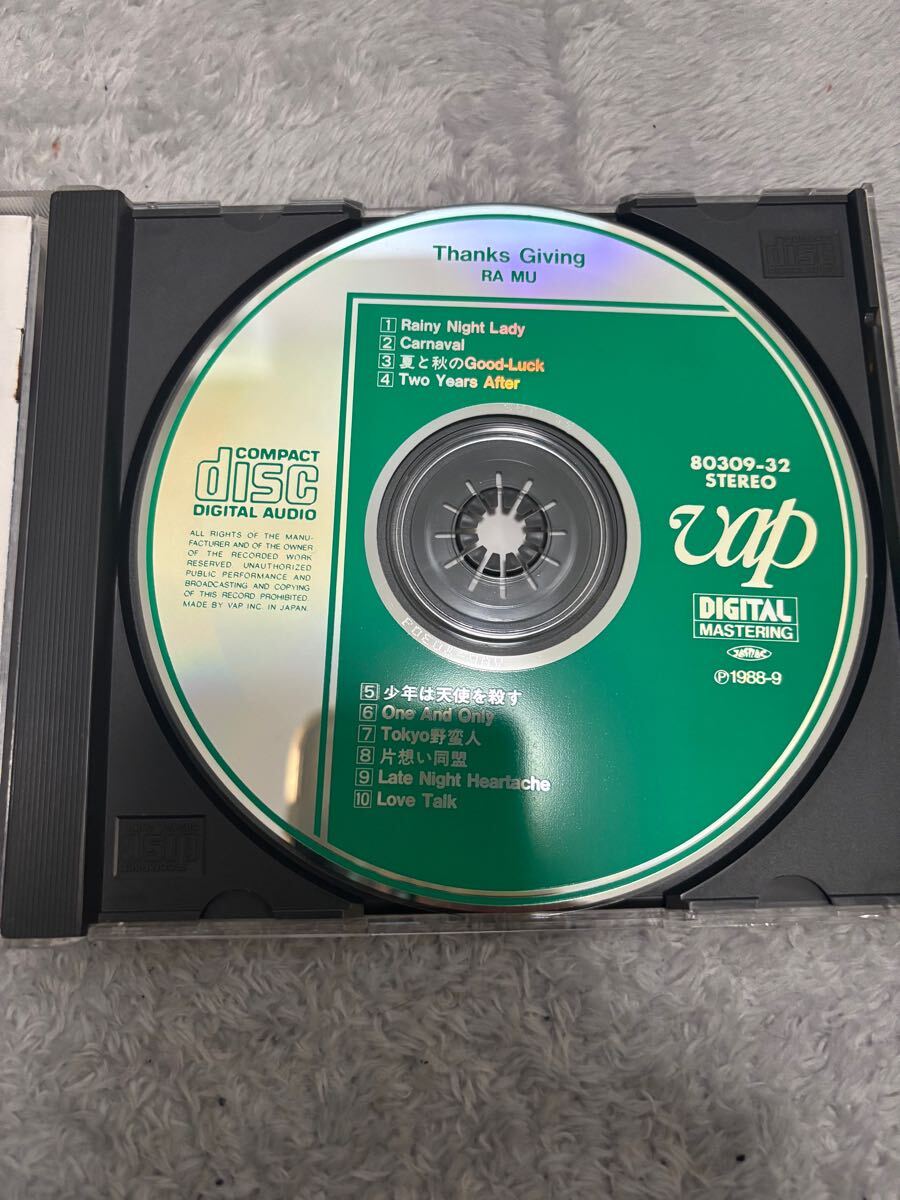 Thanks Giving
RA MU
1 Rainy Night Lady
2 Carnaval
3 夏と秋のGood-Luck
4 Two Years After
COMPACT
disc
DIGITAL AUDIO
ALL RIGHTS OF THE MANU-
FACTURER AND OF THE OWNER
OF THE RECORDED WORK
RESERVED. UNAUTHORIZED
PUBLIC PERFORMANCE AND
BROADCASTING AND COPYING
OF THIS RECORD PROHIBITED.
MADE BY VAP INC. IN JAPAN.
80309-32
STEREO
vap
DIGITAL
MASTERING
℗1988-9
5 少年は天使を殺す
6 One And Only
7 Tokyo野蛮人
8 片想い同盟
9 Late Night Heartache
10 Love Talk